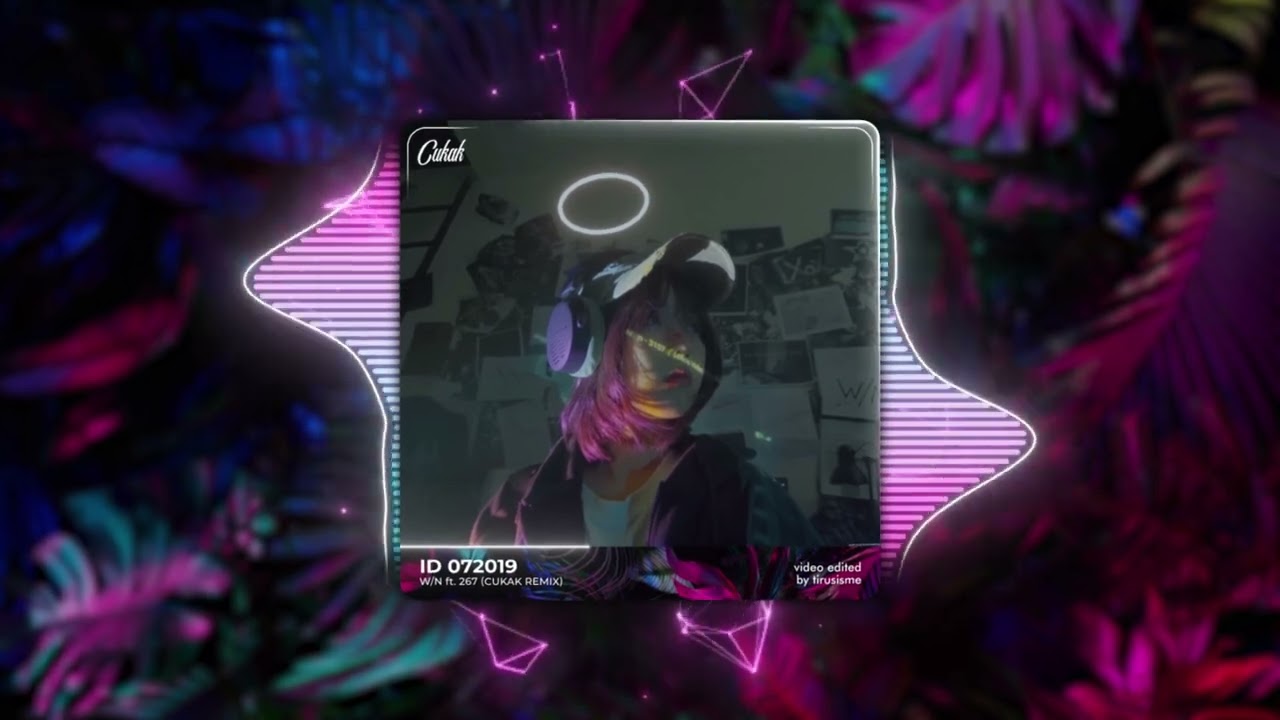 Cukak
W/
ID 072019
W/N ft. 267 (CUKAK REMIX)
video edited
by tirusisme